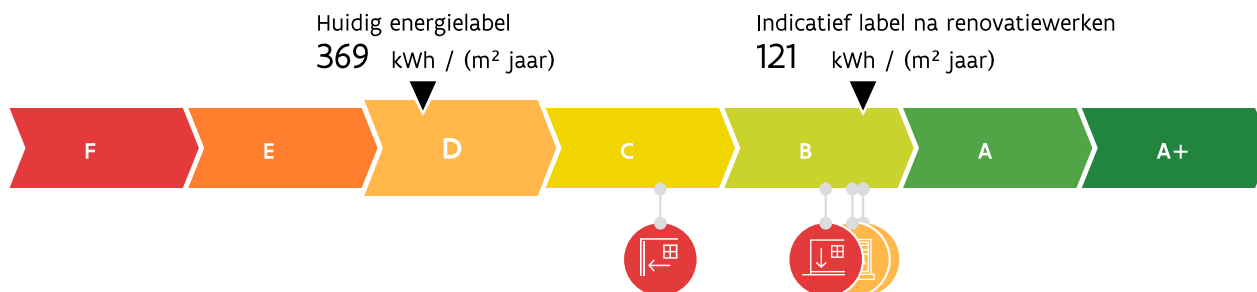 Huidig energielabel
369 kWh / (m² jaar)
Indicatief label na renovatiewerken
121 kWh / (m² jaar)
F E D C B A A+